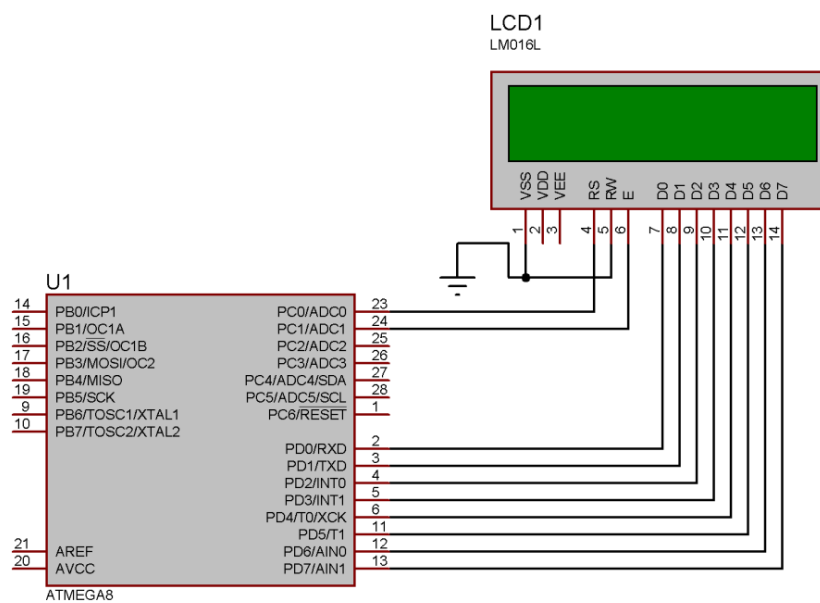 LCD1
LM016L
VSS
VDD
VEE
RS
RW
E
D0
D1
D2
D3
D4
D5
D6
D7
1
2
3
4
5
6
7
8
9
10
11
12
13
14
U1
14 PB0/ICP1 PC0/ADC0 23
15 PB1/OC1A PC1/ADC1 24
16 PB2/SS/OC1B PC2/ADC2 25
17 PB3/MOSI/OC2 PC3/ADC3 26
18 PB4/MISO PC4/ADC4/SDA 27
19 PB5/SCK PC5/ADC5/SCL 28
9 PB6/TOSC1/XTAL1 PC6/RESET 1
10 PB7/TOSC2/XTAL2
PD0/RXD 2
PD1/TXD 3
PD2/INT0 4
PD3/INT1 5
PD4/T0/XCK 6
PD5/T1 11
21 AREF PD6/AIN0 12
20 AVCC PD7/AIN1 13
ATMEGA8